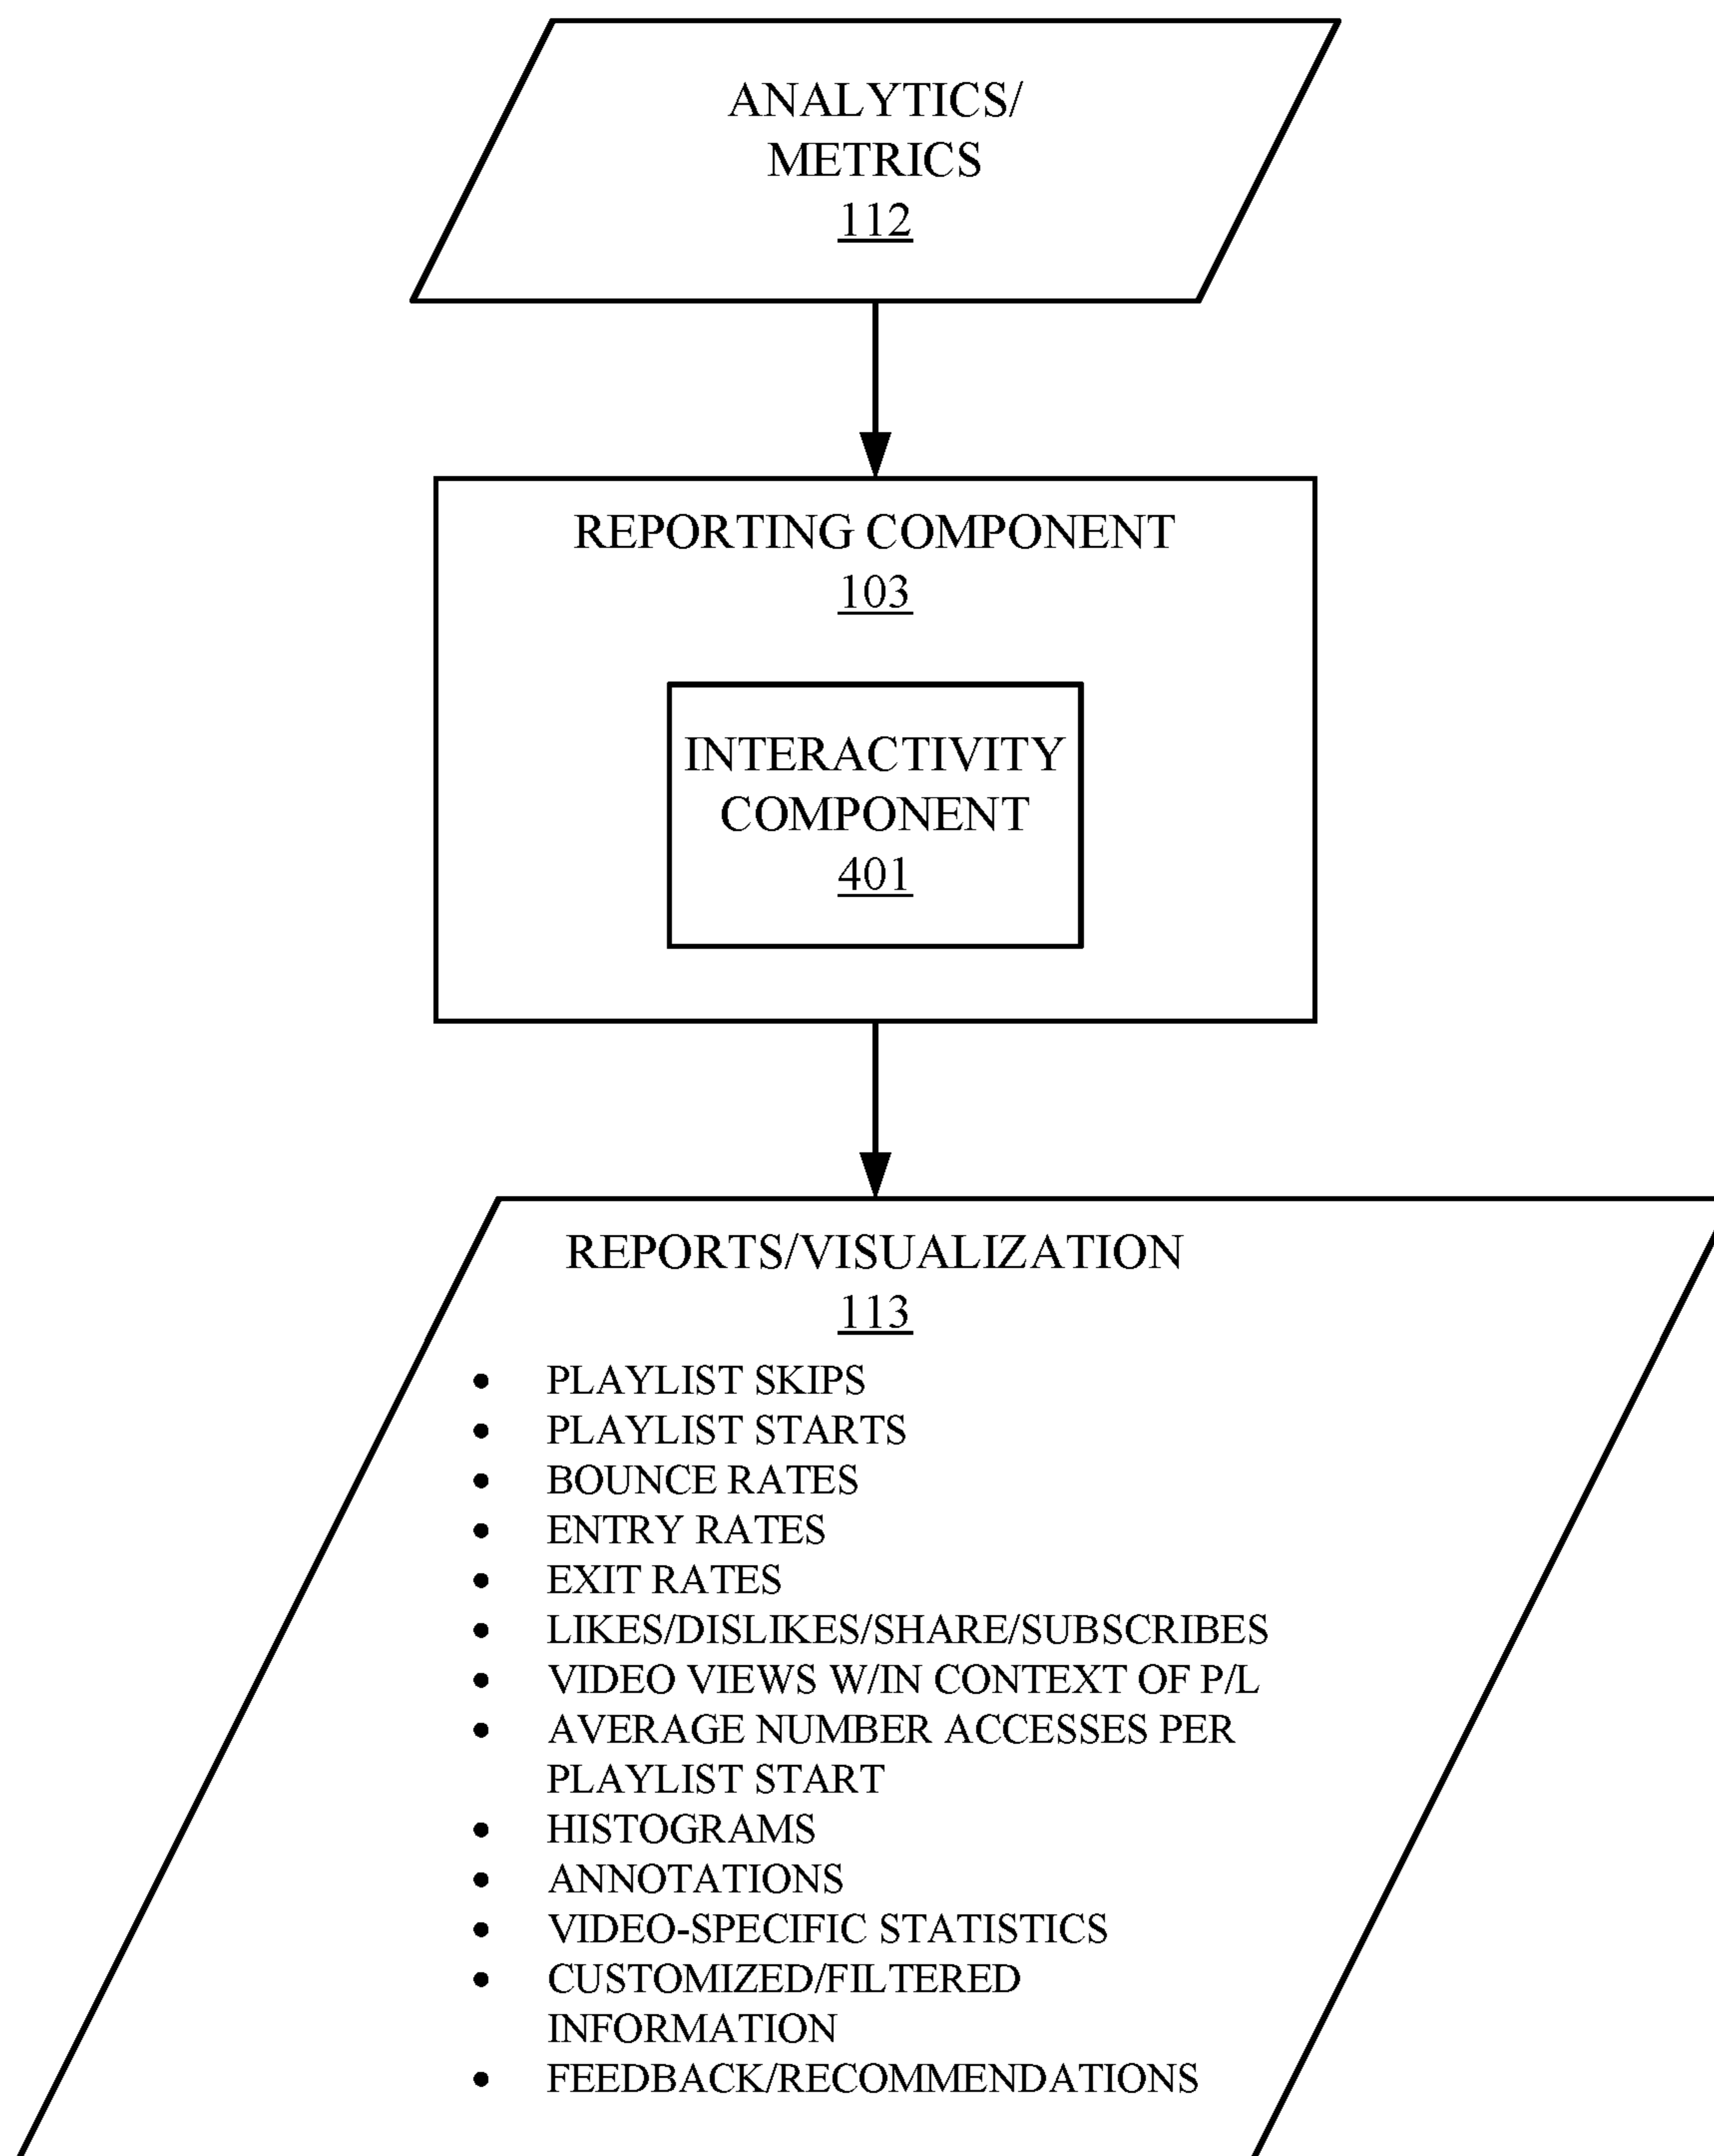 ANALYTICS/
METRICS
112
REPORTING COMPONENT
103
INTERACTIVITY
COMPONENT
401
REPORTS/VISUALIZATION
113
• PLAYLIST SKIPS
• PLAYLIST STARTS
• BOUNCE RATES
• ENTRY RATES
• EXIT RATES
• LIKES/DISLIKES/SHARE/SUBSCRIBES
• VIDEO VIEWS W/IN CONTEXT OF P/L
• AVERAGE NUMBER ACCESSES PER
PLAYLIST START
• HISTOGRAMS
• ANNOTATIONS
• VIDEO-SPECIFIC STATISTICS
• CUSTOMIZED/FILTERED
INFORMATION
• FEEDBACK/RECOMMENDATIONS